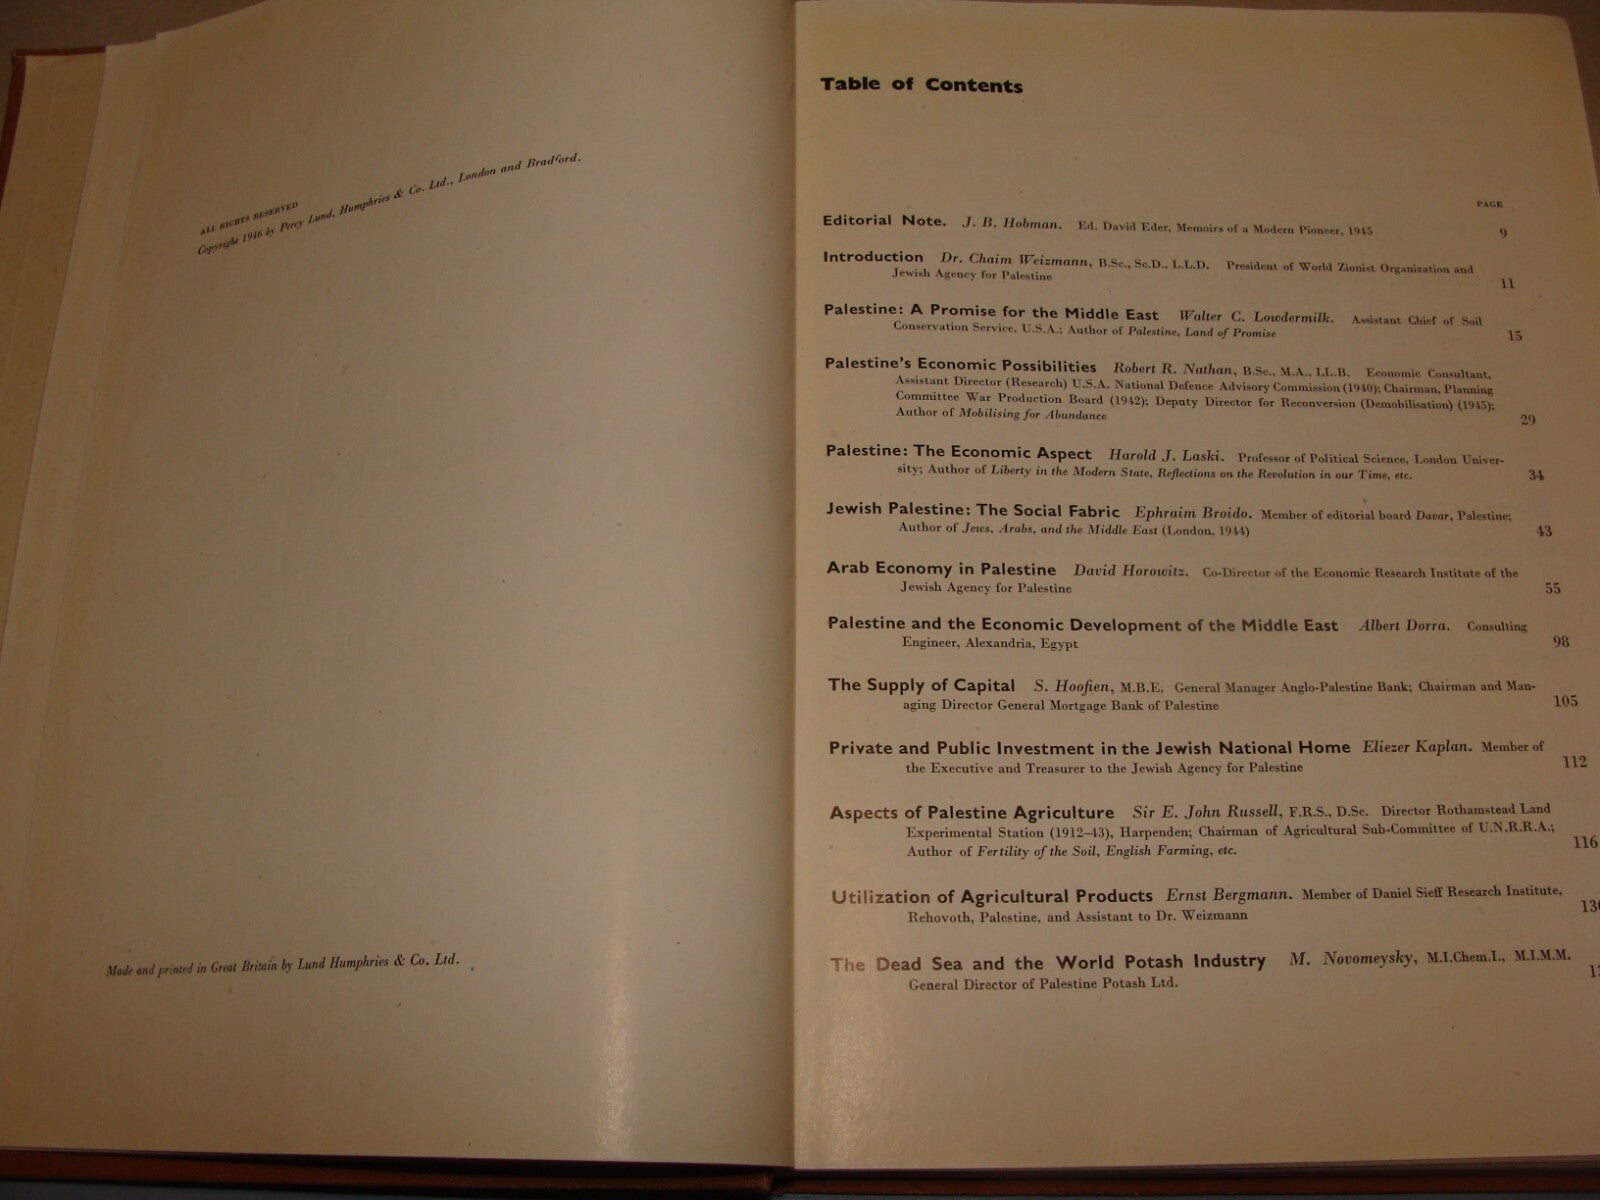 ALL RIGHTS RESERVED
Copyright 1946 by Percy Lund, Humphries & Co. Ltd., London and Bradford.
Made and printed in Great Britain by Lund Humphries & Co. Ltd.
Table of Contents
PAGE
Editorial Note. J. B. Hobman. Ed. David Eder, Memoirs of a Modern Pioneer, 1945 9
Introduction Dr. Chaim Weizmann, B.Sc., Sc.D., L.L.D. President of World Zionist Organization and
Jewish Agency for Palestine 11
Palestine: A Promise for the Middle East Walter C. Lowdermilk. Assistant Chief of Soil
Conservation Service, U.S.A.; Author of Palestine, Land of Promise 15
Palestine's Economic Possibilities Robert R. Nathan, B.Sc., M.A., LL.B. Economic Consultant,
Assistant Director (Research) U.S.A. National Defence Advisory Commission (1940); Chairman, Planning
Committee War Production Board (1942); Deputy Director for Reconversion (Demobilisation) (1945);
Author of Mobilising for Abundance 29
Palestine: The Economic Aspect Harold J. Laski. Professor of Political Science, London Univer-
sity; Author of Liberty in the Modern State, Reflections on the Revolution in our Time, etc. 34
Jewish Palestine: The Social Fabric Ephraim Broido. Member of editorial board Davar, Palestine;
Author of Jews, Arabs, and the Middle East (London, 1944) 43
Arab Economy in Palestine David Horowitz. Co-Director of the Economic Research Institute of the
Jewish Agency for Palestine 55
Palestine and the Economic Development of the Middle East Albert Dorra. Consulting
Engineer, Alexandria, Egypt 98
The Supply of Capital S. Hoofien, M.B.E. General Manager Anglo-Palestine Bank; Chairman and Man-
aging Director General Mortgage Bank of Palestine 105
Private and Public Investment in the Jewish National Home Eliezer Kaplan. Member of
the Executive and Treasurer to the Jewish Agency for Palestine 112
Aspects of Palestine Agriculture Sir E. John Russell, F.R.S., D.Sc. Director Rothamstead Land
Experimental Station (1912–43), Harpenden; Chairman of Agricultural Sub-Committee of U.N.R.R.A.;
Author of Fertility of the Soil, English Farming, etc. 116
Utilization of Agricultural Products Ernst Bergmann. Member of Daniel Sieff Research Institute,
Rehovoth, Palestine, and Assistant to Dr. Weizmann
The Dead Sea and the World Potash Industry M. Novomeysky, M.I.Chem.I., M.I.M.M.
General Director of Palestine Potash Ltd.